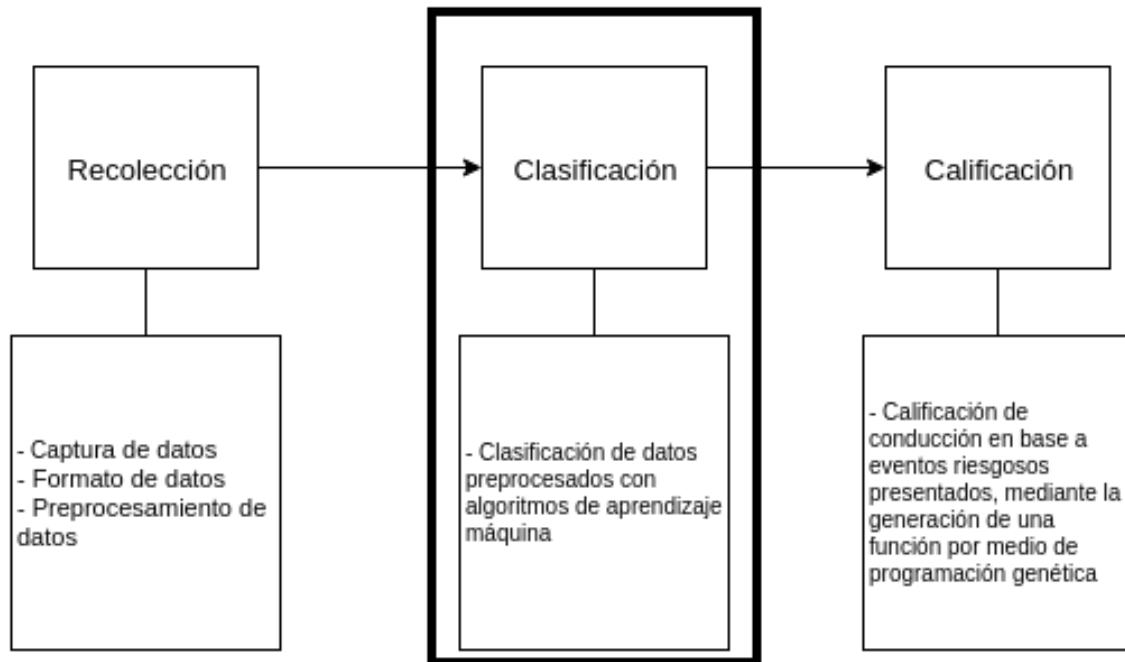 Recolección
Clasificación
Calificación
- Captura de datos
- Formato de datos
- Preprocesamiento de
datos
- Clasificación de datos
preprocesados con
algoritmos de aprendizaje
máquina
- Calificación de
conducción en base a
eventos riesgosos
presentados, mediante la
generación de una
función por medio de
programación genética